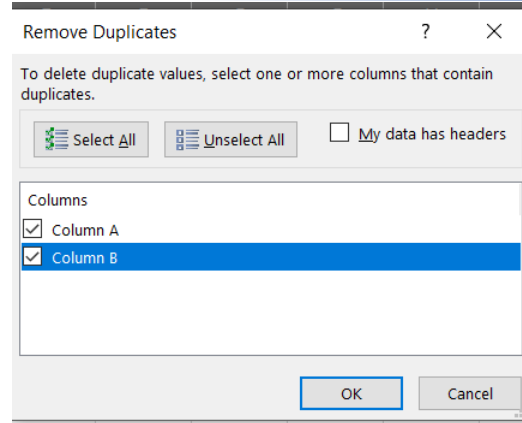 Remove Duplicates ? ×
To delete duplicate values, select one or more columns that contain
duplicates.
Select All Unselect All My data has headers
Columns
Column A
Column B
OK Cancel